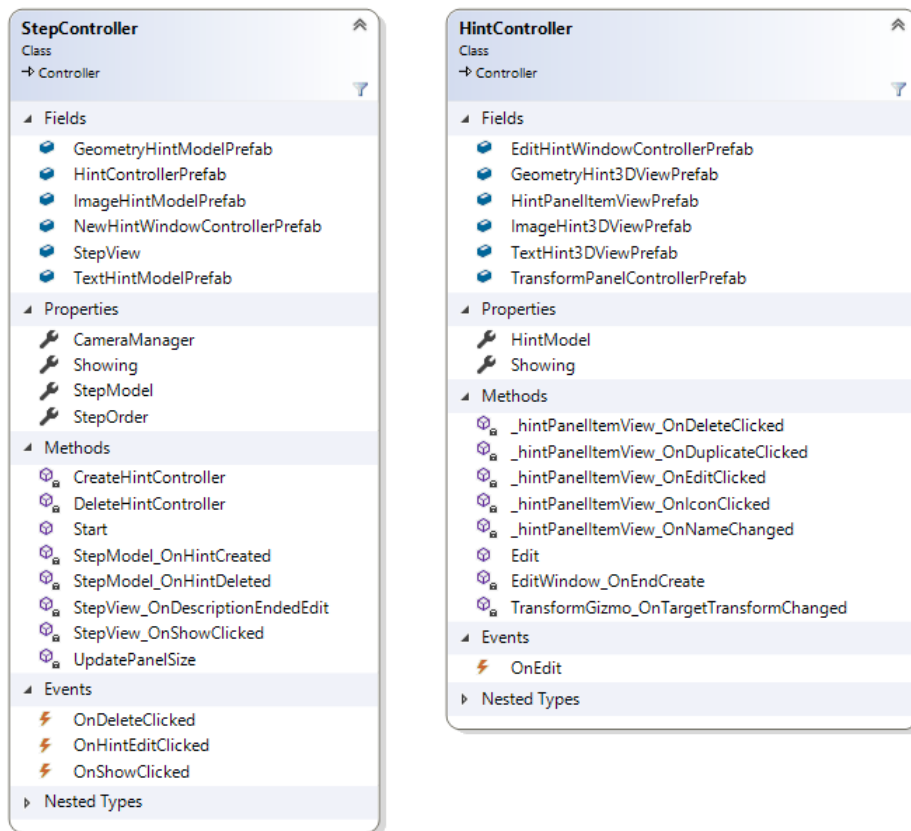 StepController
Class
Controller
Fields
GeometryHintModelPrefab
HintControllerPrefab
ImageHintModelPrefab
NewHintWindowControllerPrefab
StepView
TextHintModelPrefab
Properties
CameraManager
Showing
StepModel
StepOrder
Methods
CreateHintController
DeleteHintController
Start
StepModel_OnHintCreated
StepModel_OnHintDeleted
StepView_OnDescriptionEndedEdit
StepView_OnShowClicked
UpdatePanelSize
Events
OnDeleteClicked
OnHintEditClicked
OnShowClicked
Nested Types
HintController
Class
Controller
Fields
EditHintWindowControllerPrefab
GeometryHint3DViewPrefab
HintPanelItemViewPrefab
ImageHint3DViewPrefab
TextHint3DViewPrefab
TransformPanelControllerPrefab
Properties
HintModel
Showing
Methods
_hintPanelItemView_OnDeleteClicked
_hintPanelItemView_OnDuplicateClicked
_hintPanelItemView_OnEditClicked
_hintPanelItemView_OnIconClicked
_hintPanelItemView_OnNameChanged
Edit
EditWindow_OnEndCreate
TransformGizmo_OnTargetTransformChanged
Events
OnEdit
Nested Types